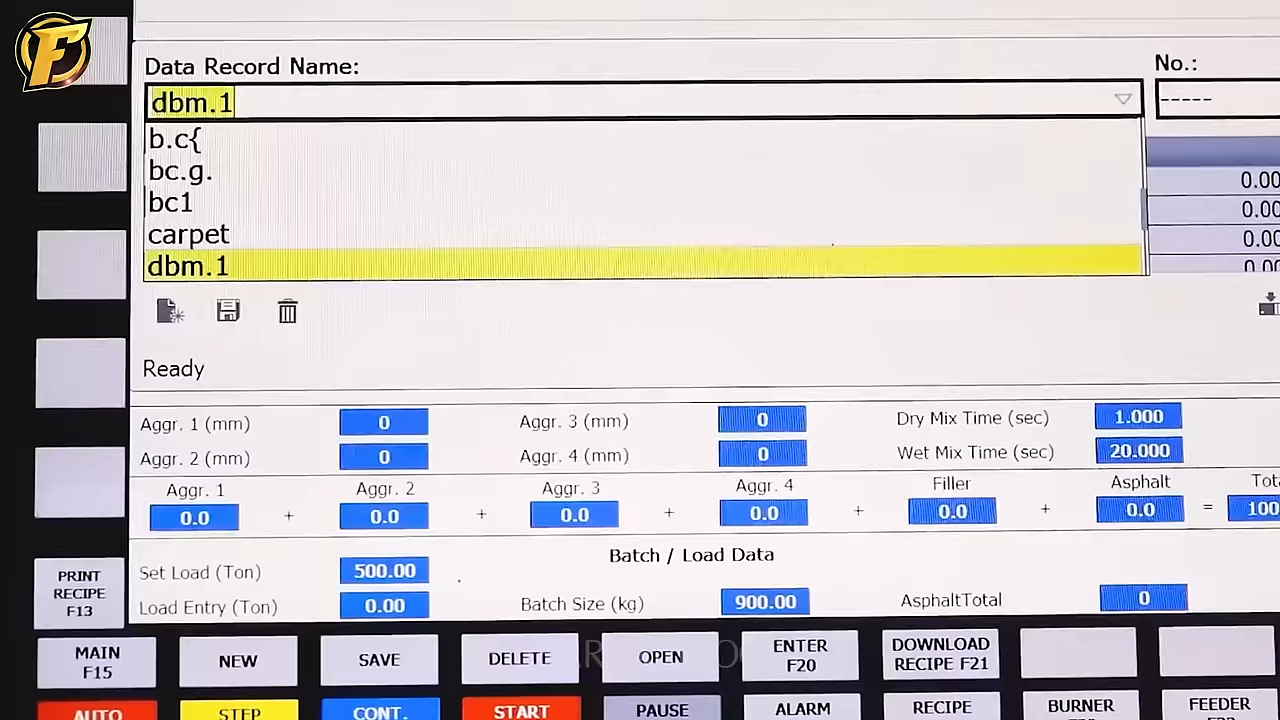 F
Data Record Name:
No.:
dbm.1
-----
b.c{
bc.g.
bc1
carpet
dbm.1
0.00
0.00
0.00
0.00
Ready
Aggr. 1 (mm) 0 Aggr. 3 (mm) 0 Dry Mix Time (sec) 1.000
Aggr. 2 (mm) 0 Aggr. 4 (mm) 0 Wet Mix Time (sec) 20.000
Aggr. 1 Aggr. 2 Aggr. 3 Aggr. 4 Filler Asphalt
0.0 + 0.0 + 0.0 + 0.0 + 0.0 + 0.0 = 100
Batch / Load Data
Set Load (Ton) 500.00
Load Entry (Ton) 0.00 Batch Size (kg) 900.00 AsphaltTotal 0
PRINT
RECIPE
F13
MAIN
F15
NEW
SAVE
DELETE
OPEN
ENTER
F20
DOWNLOAD
RECIPE F21
AUTO
STEP
CONT.
START
PAUSE
ALARM
RECIPE
BURNER
FEEDER